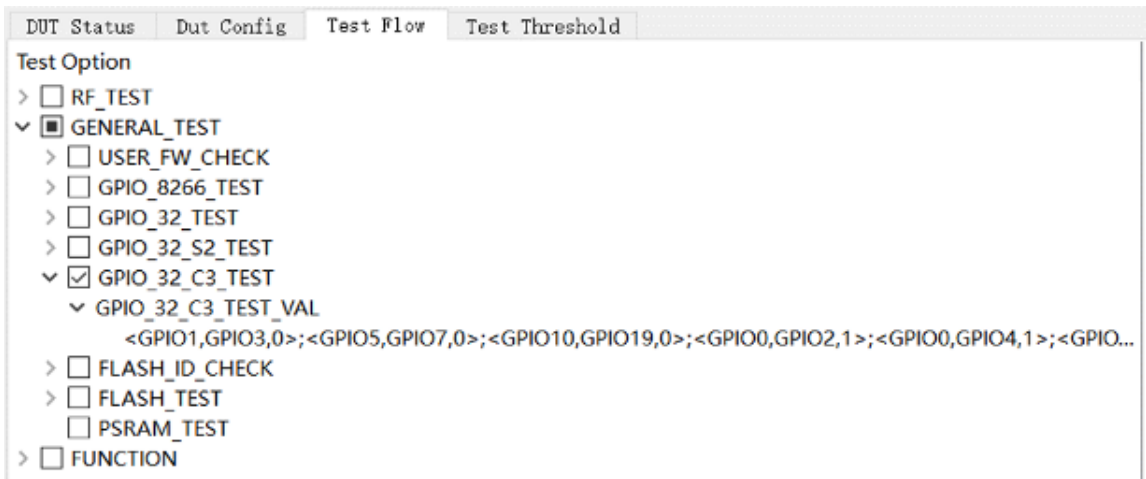 DUT Status Dut Config Test Flow Test Threshold
Test Option
RF_TEST
GENERAL_TEST
USER_FW_CHECK
GPIO_8266_TEST
GPIO_32_TEST
GPIO_32_S2_TEST
GPIO_32_C3_TEST
GPIO_32_C3_TEST_VAL
<GPIO1,GPIO3,0>;<GPIO5,GPIO7,0>;<GPIO10,GPIO19,0>;<GPIO0,GPIO2,1>;<GPIO0,GPIO4,1>;<GPIO...
FLASH_ID_CHECK
FLASH_TEST
PSRAM_TEST
FUNCTION